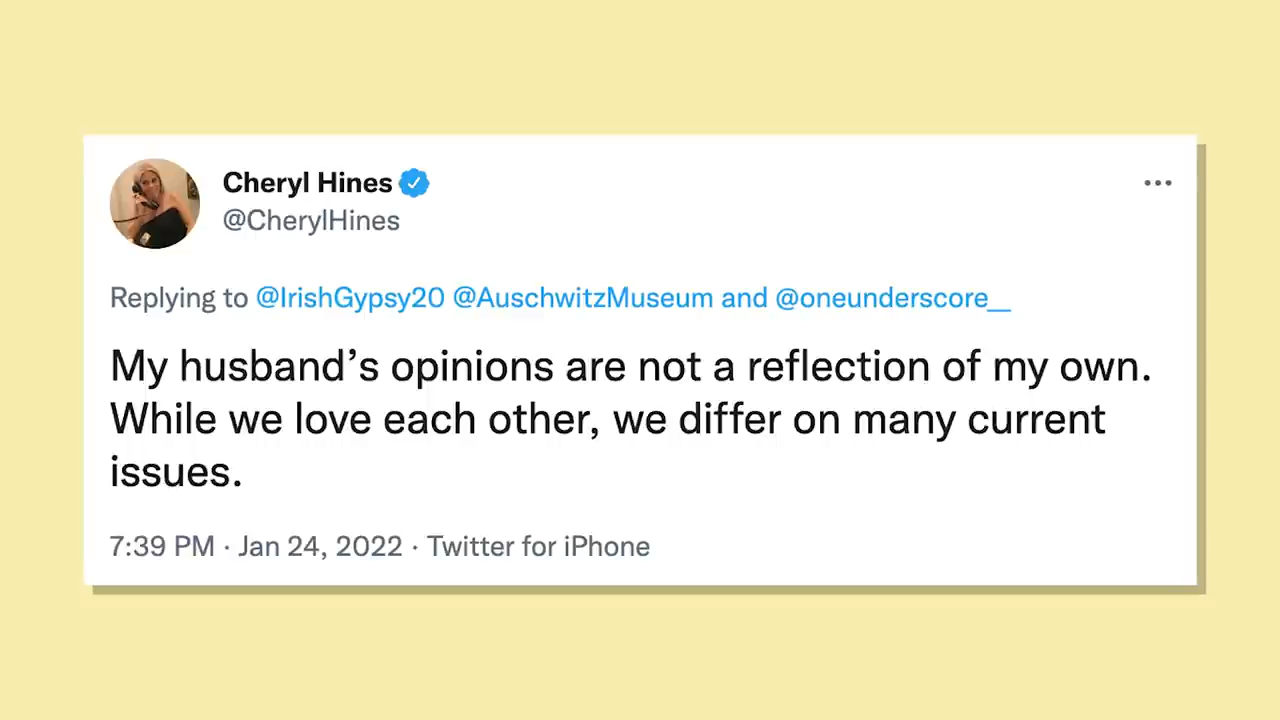 Cheryl Hines
@CherylHines
Replying to @IrishGypsy20 @AuschwitzMuseum and @oneunderscore__
My husband’s opinions are not a reflection of my own.
While we love each other, we differ on many current
issues.
7:39 PM · Jan 24, 2022 · Twitter for iPhone